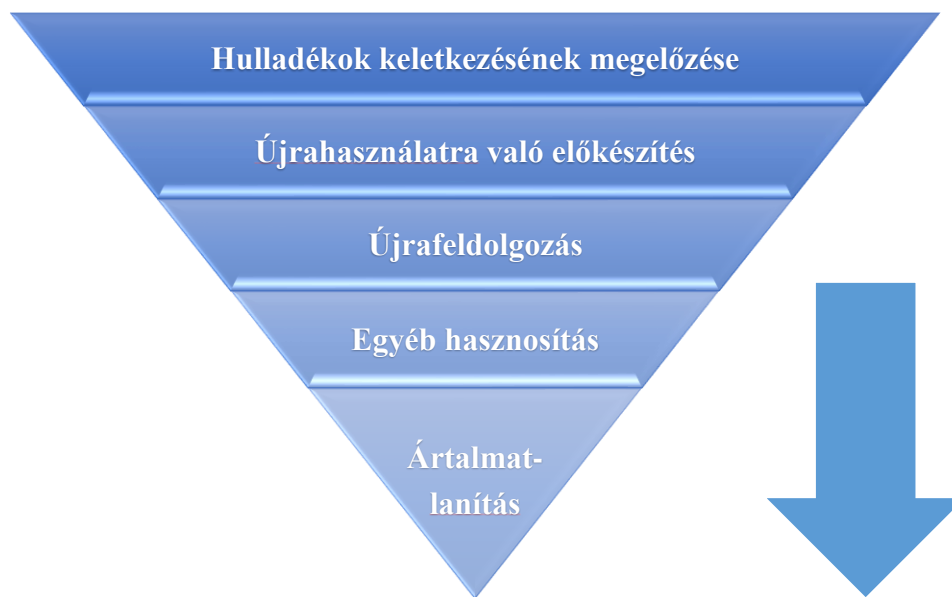 Hulladékok keletkezésének megelőzése
Újrahasználatra való előkészítés
Újrafeldolgozás
Egyéb hasznosítás
Ártalmat-
lanítás